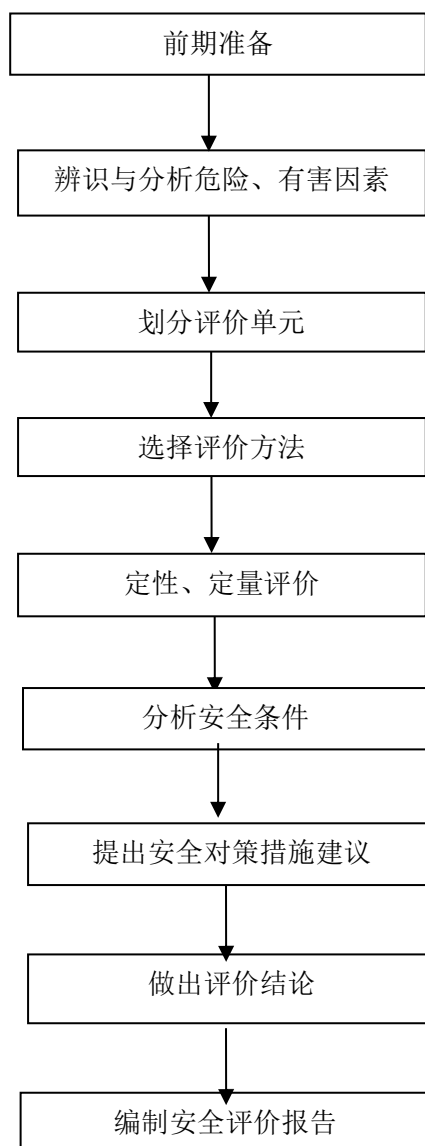 前期准备
辨识与分析危险、有害因素
划分评价单元
选择评价方法
定性、定量评价
分析安全条件
提出安全对策措施建议
做出评价结论
编制安全评价报告